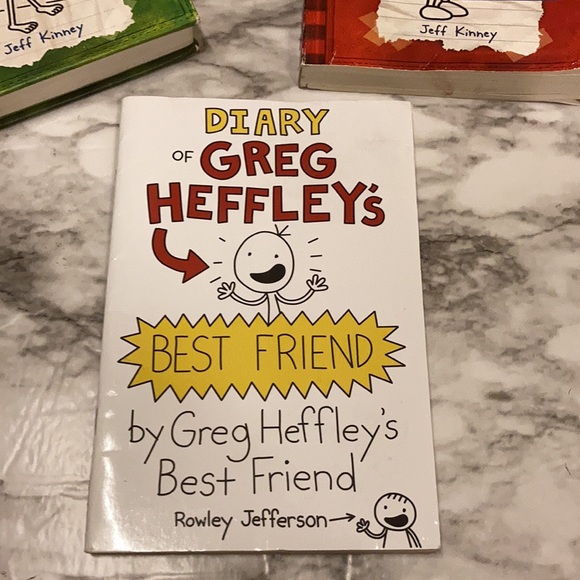 Jeff Kinney
Jeff Kinney
DIARY
OF GREG
HEFFLEY'S
BEST FRIEND
by Greg Heffley's
Best Friend
Rowley Jefferson